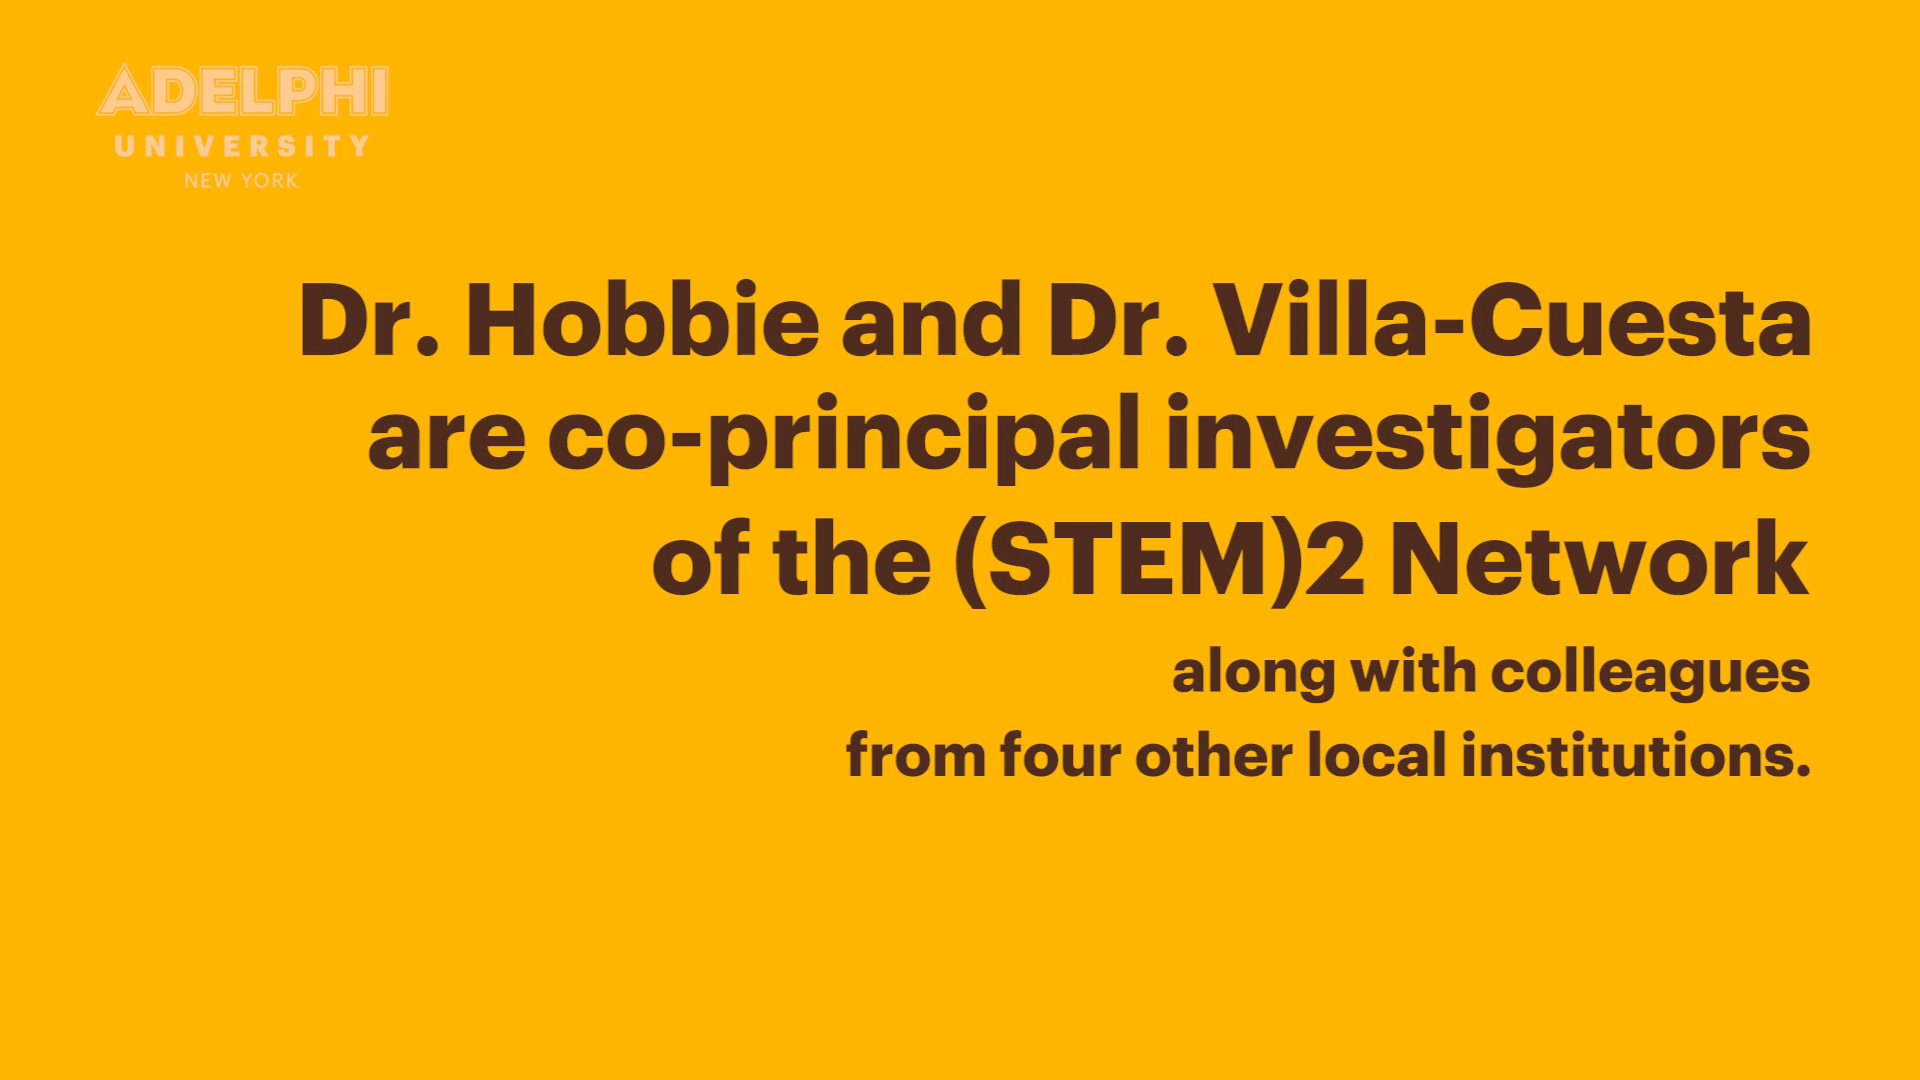 ADELPHI
UNIVERSITY
NEW YORK
Dr. Hobbie and Dr. Villa-Cuesta
are co-principal investigators
of the (STEM)2 Network
along with colleagues
from four other local institutions.